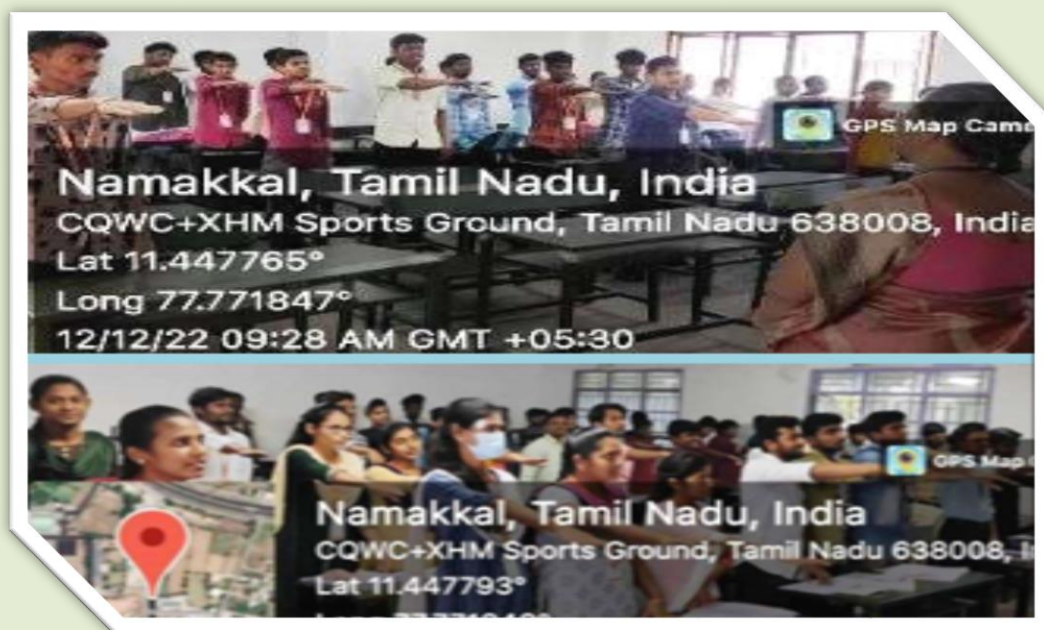 GPS Map Came
Namakkal, Tamil Nadu, India
CQWC+XHM Sports Ground, Tamil Nadu 638008, India
Lat 11.447765°
Long 77.771847°
12/12/22 09:28 AM GMT +05:30
GPS Map
Namakkal, Tamil Nadu, India
CQWC+XHM Sports Ground, Tamil Nadu 638008, I
Lat 11.447793°